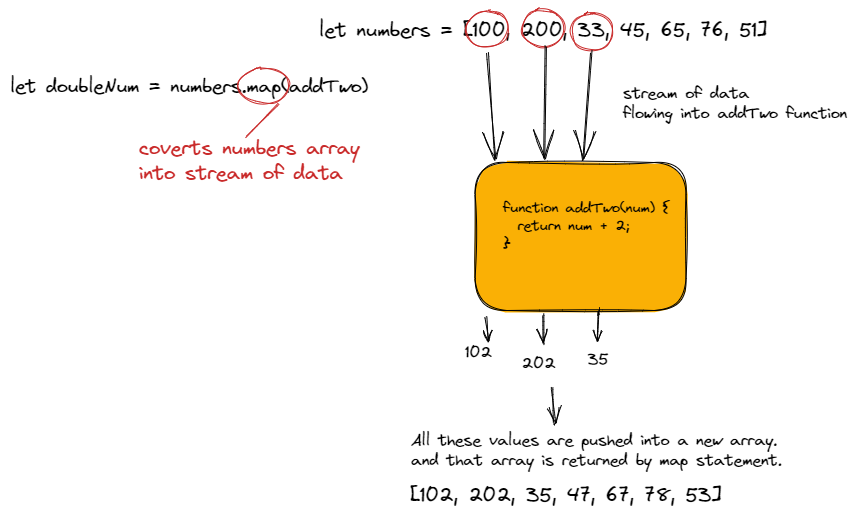 let numbers = [100, 200, 33, 45, 65, 76, 51]
let doubleNum = numbers.map(addTwo)
stream of data
flowing into addTwo function
coverts numbers array
into stream of data
function addTwo(num) {
return num + 2;
}
102
202
35
All these values are pushed into a new array.
and that array is returned by map statement.
[102, 202, 35, 47, 67, 78, 53]